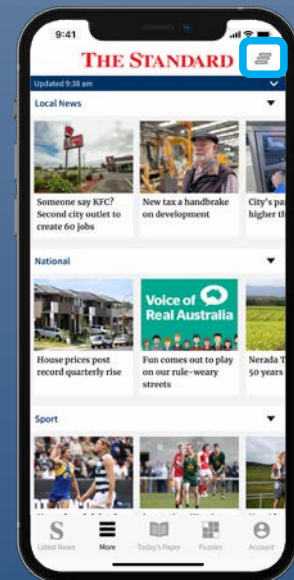 9:41
THE STANDARD
Updated 9:38 am
Local News
Someone say KFC?
Second city outlet to
create 60 jobs
New tax a handbrake
on development
City's pa
higher th
National
Voice of
Real Australia
House prices post
record quarterly rise
Fun comes out to play
on our rule-weary
streets
Nerada T
50 years
Sport
S
Latest News
More
Today's Paper
Puzzles
Account